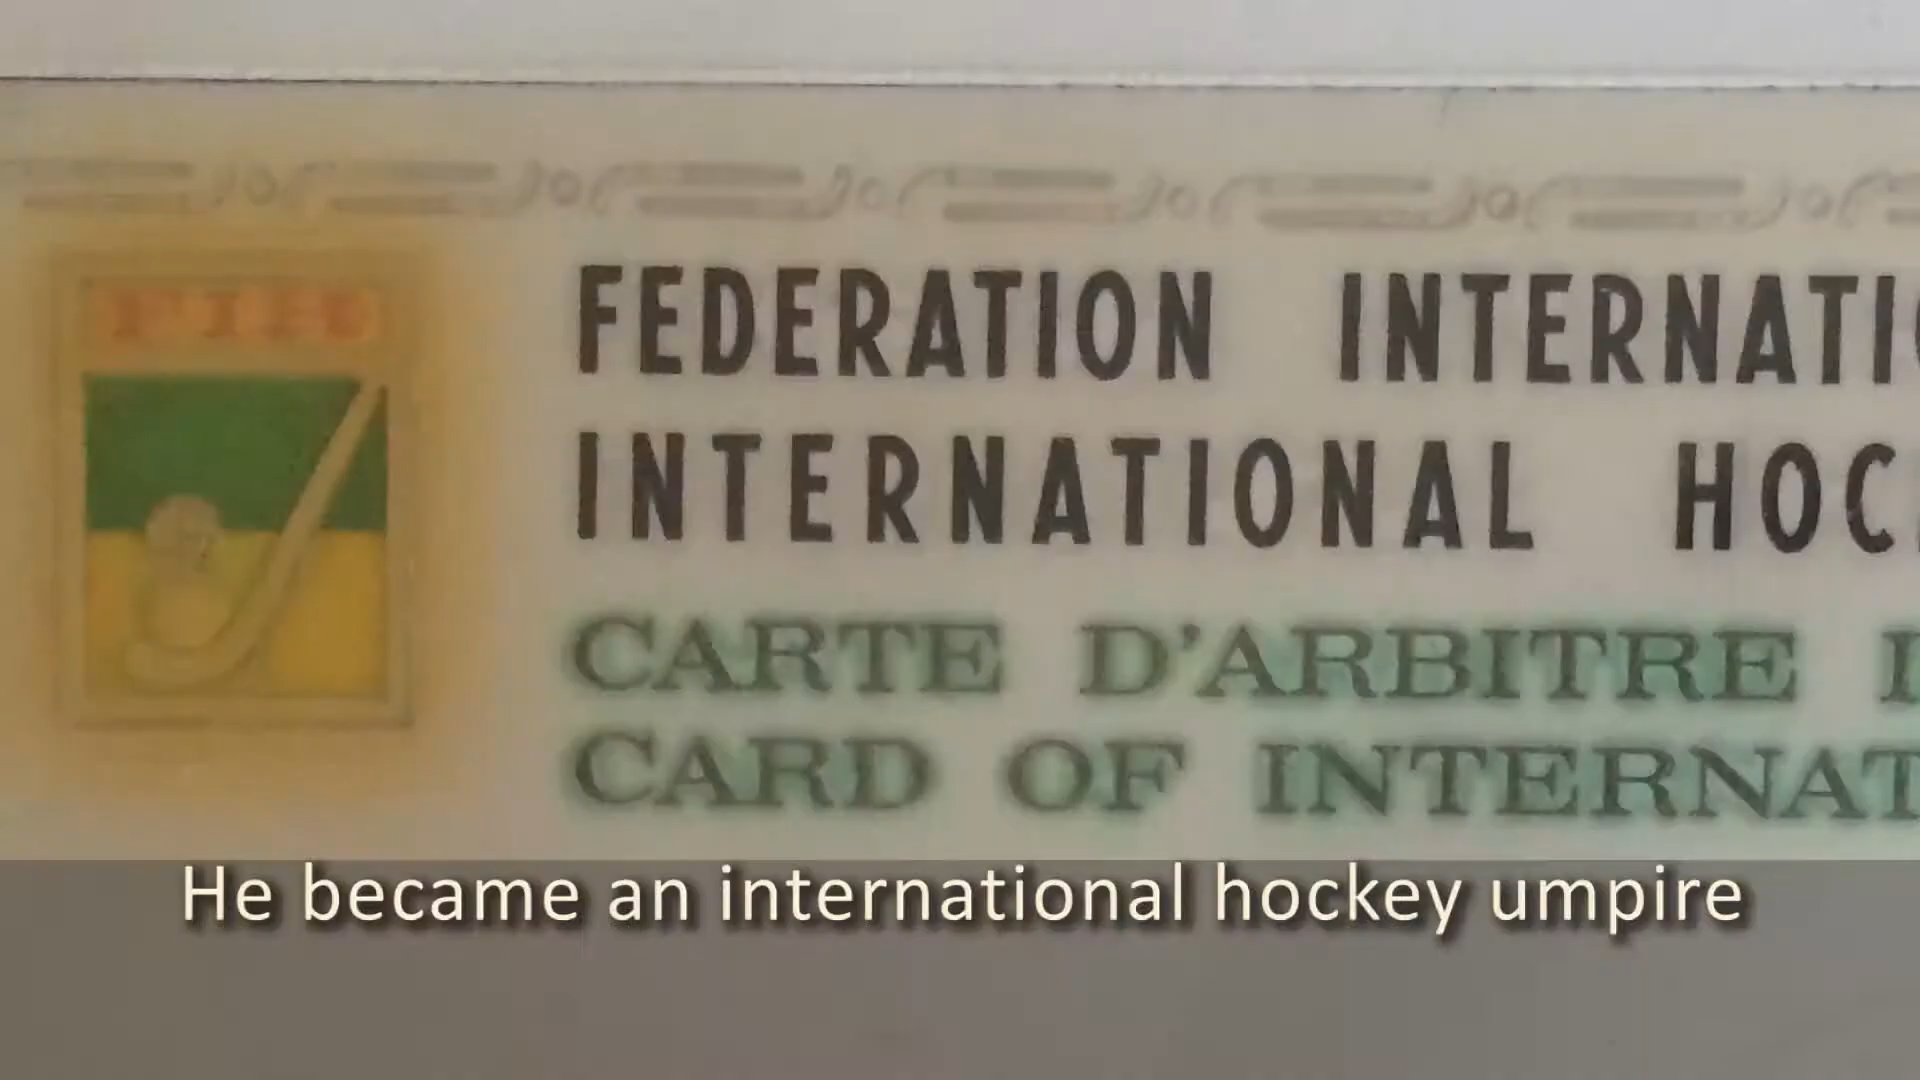 FEDERATION INTERNATI
INTERNATIONAL HOC
CARTE D'ARBITRE
CARD OF INTERNAT
He became an international hockey umpire